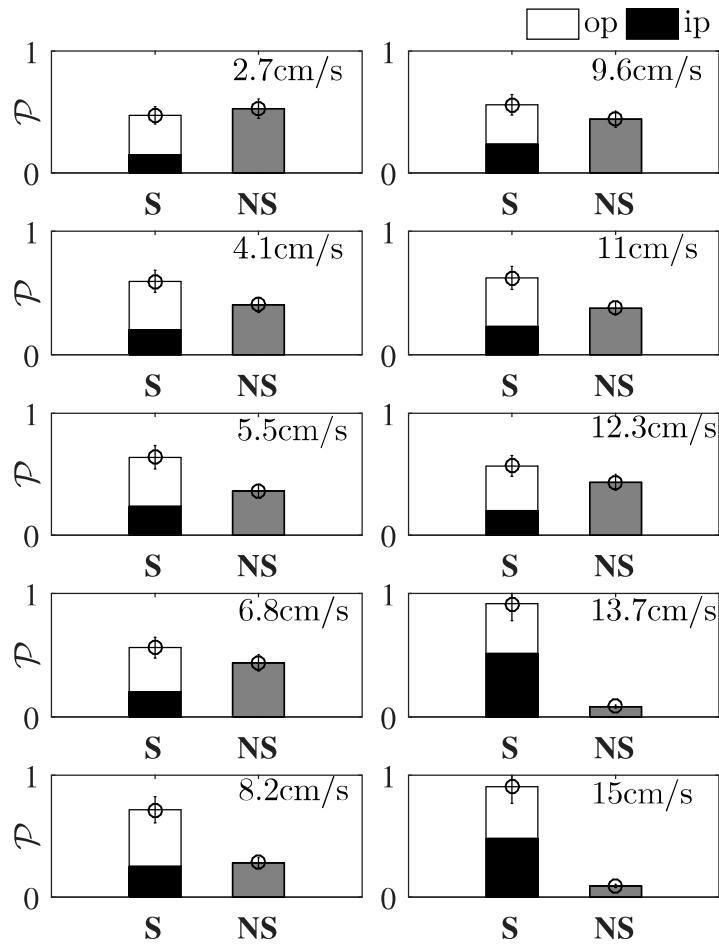 op ip
1 2.7cm/s
𝒫
0
S NS
9.6cm/s
S NS
1 4.1cm/s
𝒫
0
S NS
1 11cm/s
0
S NS
1 5.5cm/s
𝒫
0
S NS
1 12.3cm/s
0
S NS
1 6.8cm/s
𝒫
0
S NS
1 13.7cm/s
0
S NS
1 8.2cm/s
𝒫
0
S NS
1 15cm/s
0
S NS